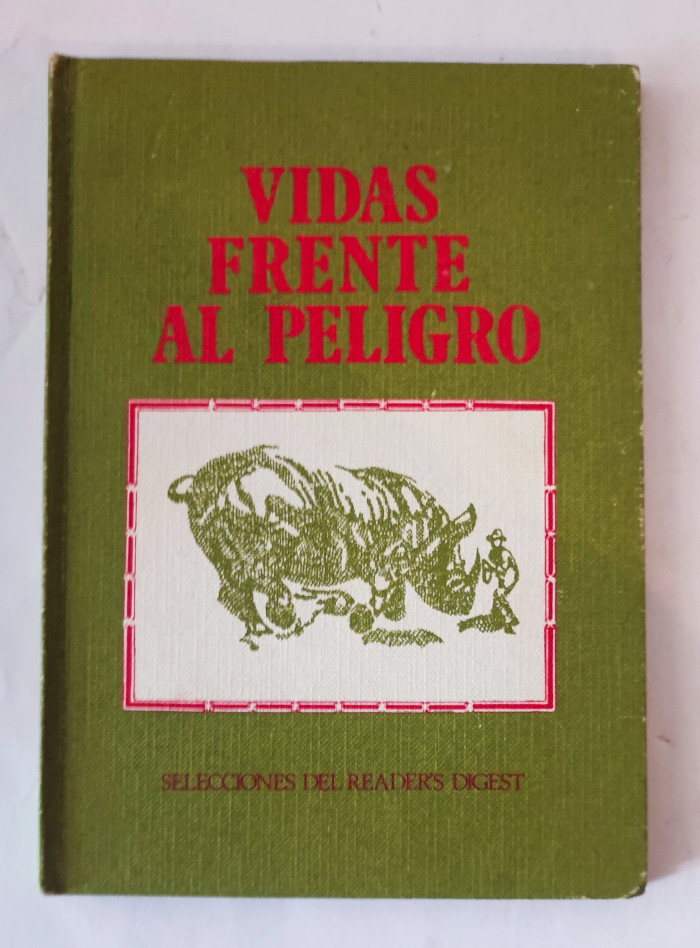 VIDAS
FRENTE
AL PELIGRO
SELECCIONES DEL READER'S DIGEST